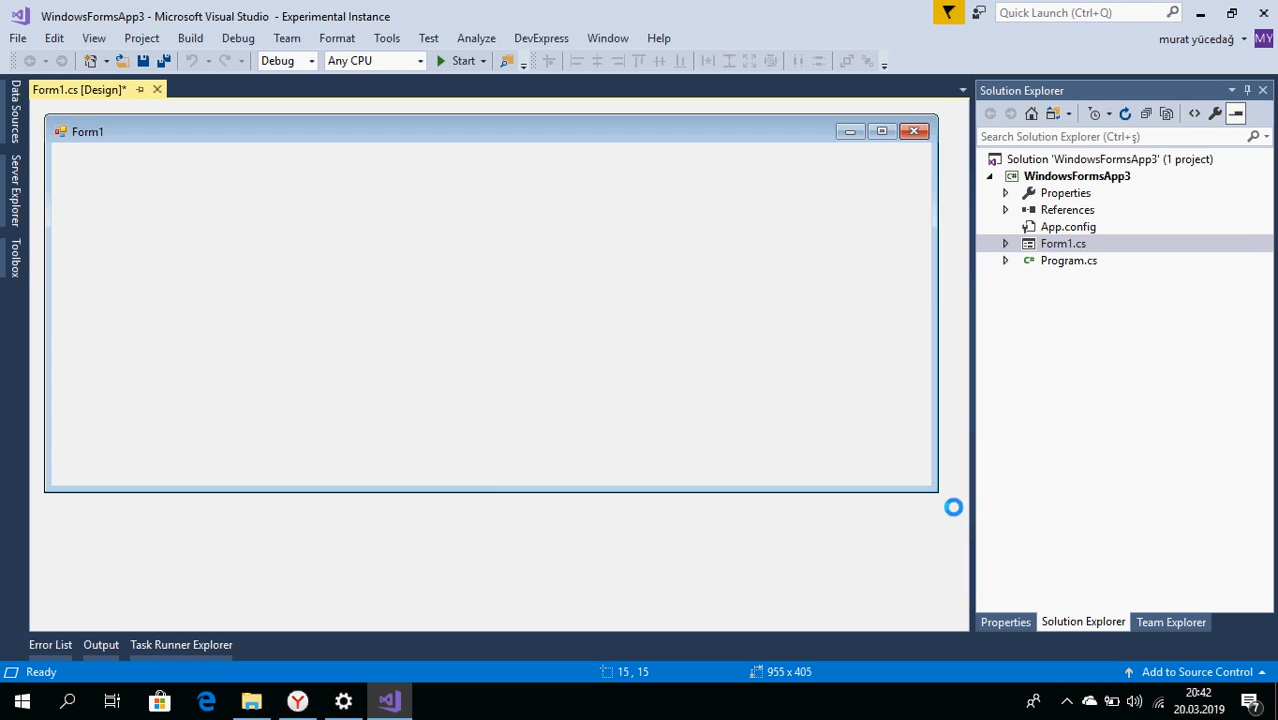 WindowsFormsApp3 - Microsoft Visual Studio - Experimental Instance
Quick Launch (Ctrl+Q)
File Edit View Project Build Debug Team Format Tools Test Analyze DevExpress Window Help
murat yücedağ MY
Debug Any CPU Start
Form1.cs [Design]*
Solution Explorer
Data Sources
Server Explorer
Toolbox
Form1
Search Solution Explorer (Ctrl+ş)
Solution 'WindowsFormsApp3' (1 project)
WindowsFormsApp3
Properties
References
App.config
Form1.cs
Program.cs
Properties Solution Explorer Team Explorer
Error List Output Task Runner Explorer
Ready 15 , 15 955 x 405 Add to Source Control
20:42
20.03.2019
7